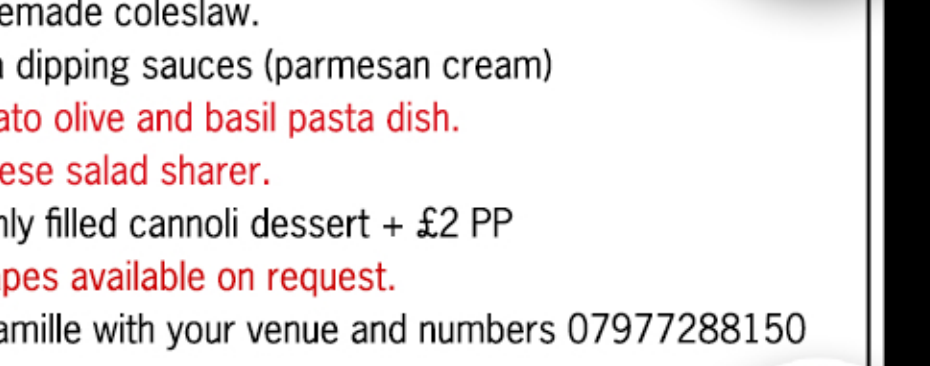 emade coleslaw.
dipping sauces (parmesan cream)
ato olive and basil pasta dish.
ese salad sharer.
nly filled cannoli dessert + £2 PP
pes available on request.
amille with your venue and numbers 07977288150